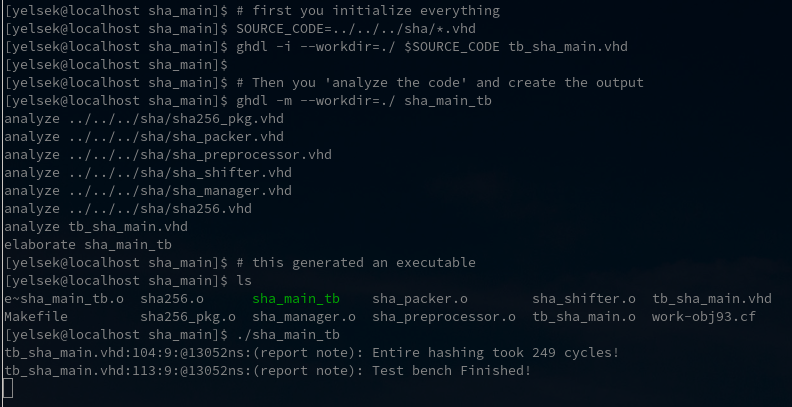 [yelsek@localhost sha_main]$ # first you initialize everything
[yelsek@localhost sha_main]$ SOURCE_CODE=../../../sha/*.vhd
[yelsek@localhost sha_main]$ ghdl -i --workdir=./ $SOURCE_CODE tb_sha_main.vhd
[yelsek@localhost sha_main]$
[yelsek@localhost sha_main]$ # Then you 'analyze the code' and create the output
[yelsek@localhost sha_main]$ ghdl -m --workdir=./ sha_main_tb
analyze ../../../sha/sha256_pkg.vhd
analyze ../../../sha/sha_packer.vhd
analyze ../../../sha/sha_preprocessor.vhd
analyze ../../../sha/sha_shifter.vhd
analyze ../../../sha/sha_manager.vhd
analyze ../../../sha/sha256.vhd
analyze tb_sha_main.vhd
elaborate sha_main_tb
[yelsek@localhost sha_main]$ # this generated an executable
[yelsek@localhost sha_main]$ ls
e~sha_main_tb.o  sha256.o      sha_main_tb    sha_packer.o        sha_shifter.o  tb_sha_main.vhd
Makefile         sha256_pkg.o  sha_manager.o  sha_preprocessor.o  tb_sha_main.o  work-obj93.cf
[yelsek@localhost sha_main]$ ./sha_main_tb
tb_sha_main.vhd:104:9:@13052ns:(report note): Entire hashing took 249 cycles!
tb_sha_main.vhd:113:9:@13052ns:(report note): Test bench Finished!